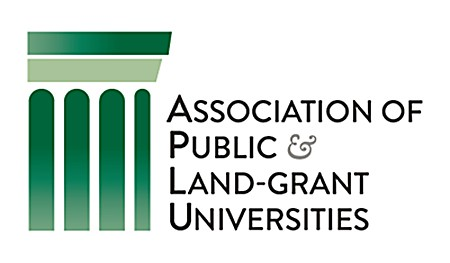 ASSOCIATION OF
PUBLIC &
LAND-GRANT
UNIVERSITIES